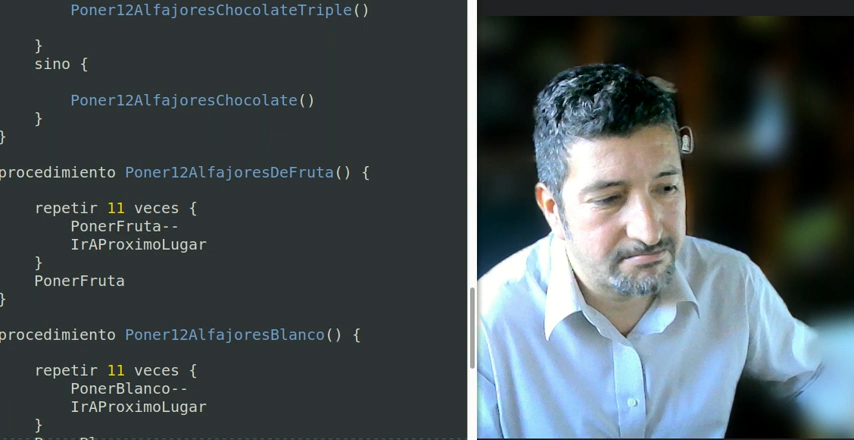 Poner12AlfajoresChocolateTriple()
}
sino {
Poner12AlfajoresChocolate()
}
}
procedimiento Poner12AlfajoresDeFruta() {
repetir 11 veces {
PonerFruta--
IrAProximoLugar
}
PonerFruta
}
procedimiento Poner12AlfajoresBlanco() {
repetir 11 veces {
PonerBlanco--
IrAProximoLugar
}